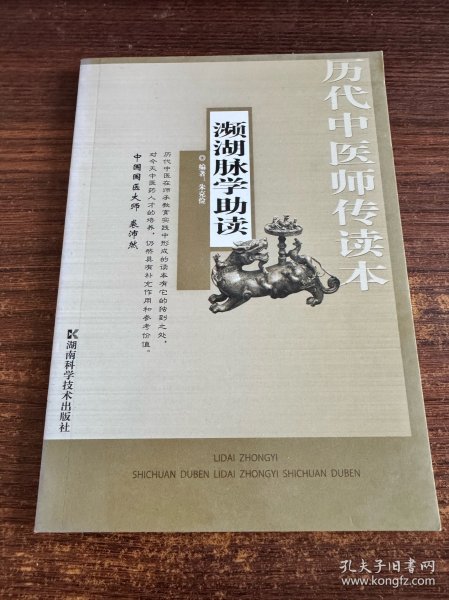 历代中医师传读本
濒湖脉学助读
编著：朱克俭
历代中医在师承教育实践中形成的读本有它的独到之处，
对今天中医药人才的培养，仍然具有补充作用和参考价值。
中国国医大师 裘沛然
湖南科学技术出版社
LIDAI ZHONGYI
SHICHUAN DUBEN LIDAI ZHONGYI SHICHUAN DUBEN
孔夫子旧书网
www.kongfz.com